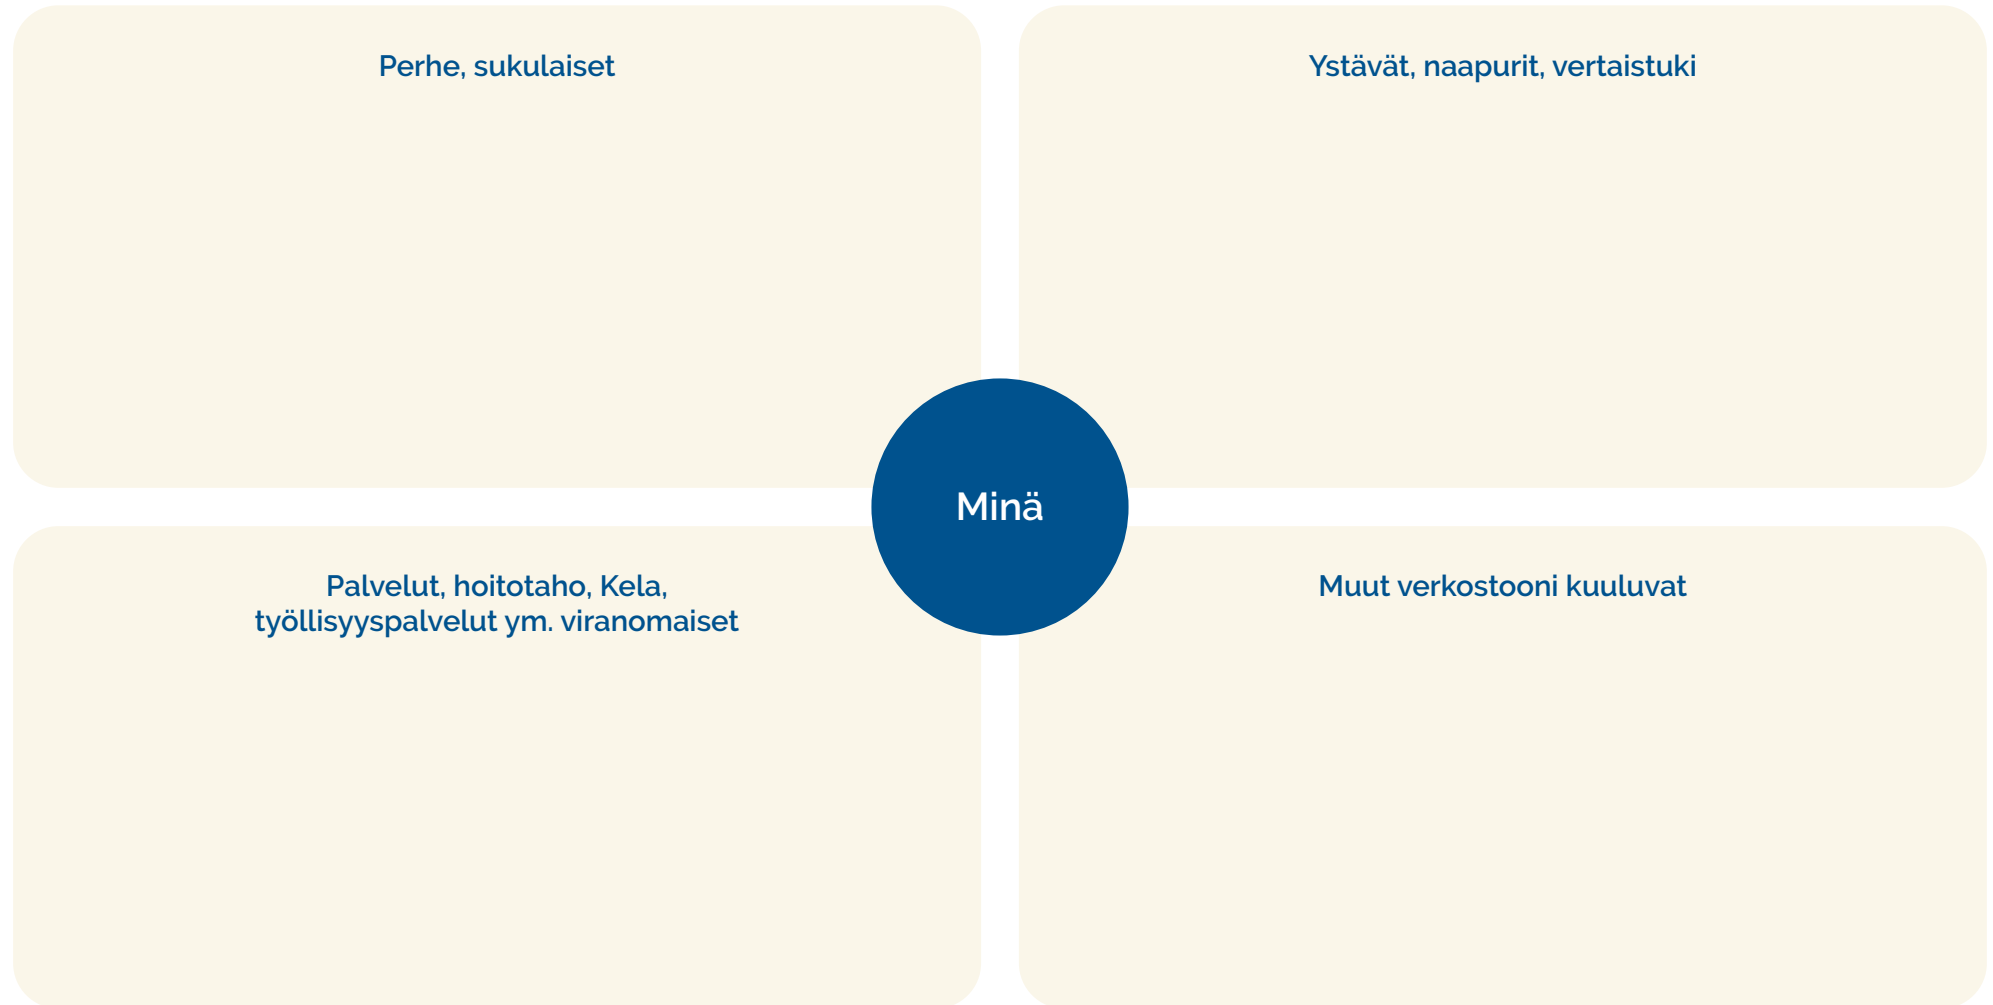 Perhe, sukulaiset
Ystävät, naapurit, vertaistuki
Minä
Palvelut, hoitotaho, Kela,
työllisyyspalvelut ym. viranomaiset
Muut verkostooni kuuluvat